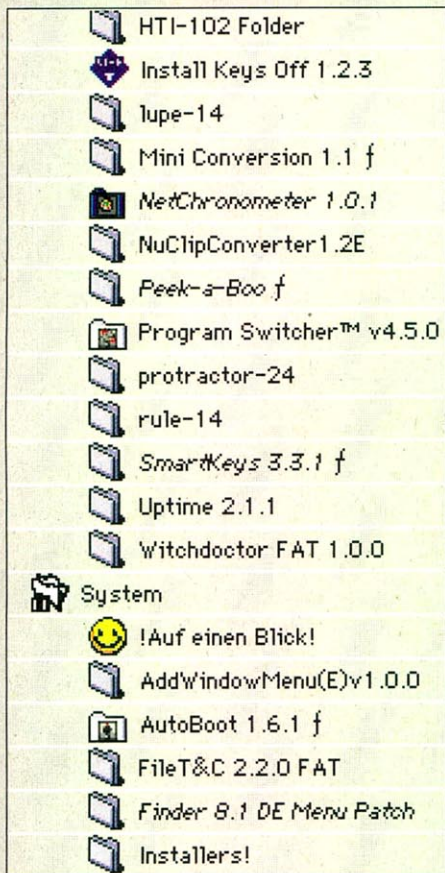 HTI-102 Folder
Install Keys Off 1.2.3
lupe-14
Mini Conversion 1.1 ƒ
NetChronometer 1.0.1
NuClipConverter1.2E
Peek-a-Boo ƒ
Program Switcher™ v4.5.0
protractor-24
rule-14
SmartKeys 3.3.1 ƒ
Uptime 2.1.1
Witchdoctor FAT 1.0.0
System
!Auf einen Blick!
AddWindowMenu(E)v1.0.0
AutoBoot 1.6.1 ƒ
FileT&C 2.2.0 FAT
Finder 8.1 DE Menu Patch
Installers!